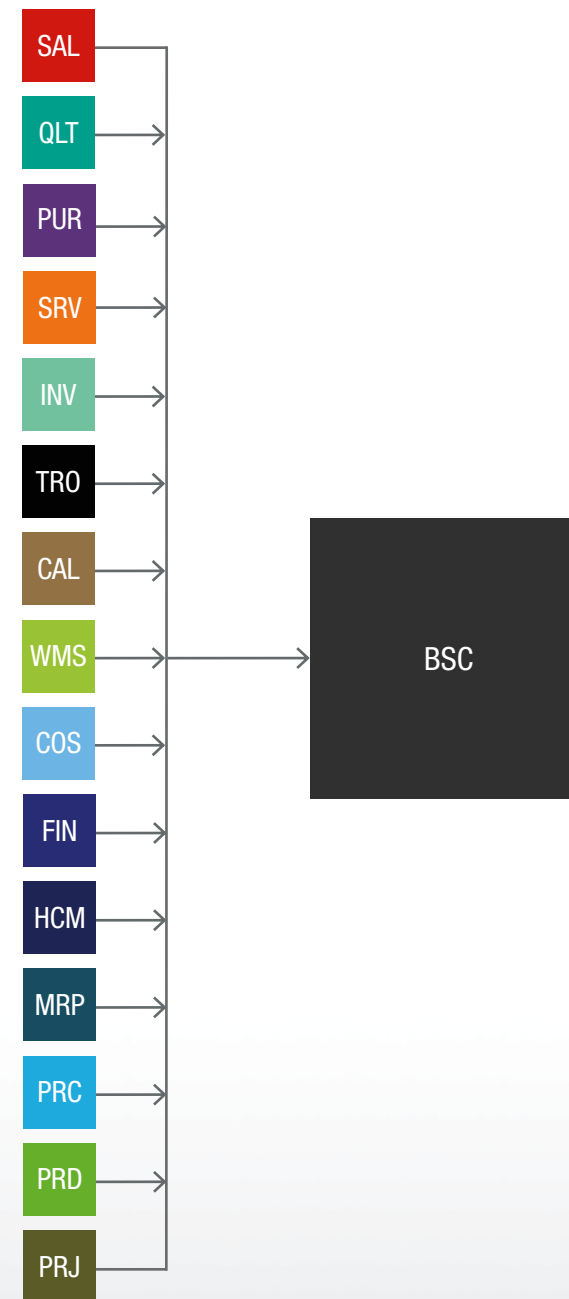 SAL
QLT
PUR
SRV
INV
TRO
CAL
WMS
BSC
COS
FIN
HCM
MRP
PRC
PRD
PRJ